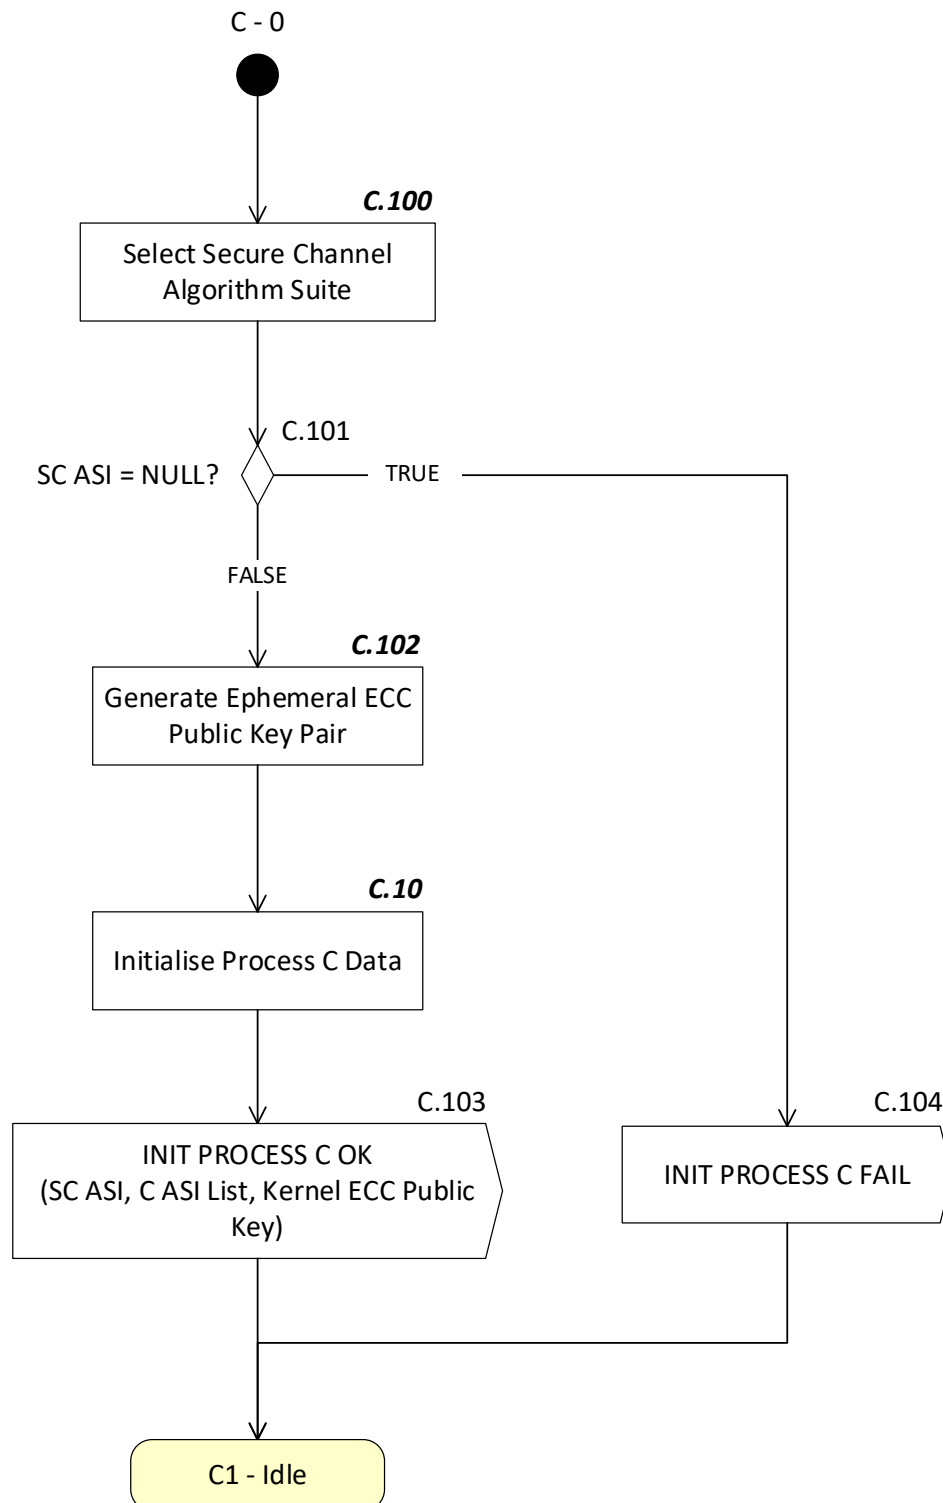 C - 0
C.100
Select Secure Channel
Algorithm Suite
C.101
SC ASI = NULL?
TRUE
FALSE
C.102
Generate Ephemeral ECC
Public Key Pair
C.10
Initialise Process C Data
C.103
INIT PROCESS C OK
(SC ASI, C ASI List, Kernel ECC Public
Key)
C.104
INIT PROCESS C FAIL
C1 - Idle